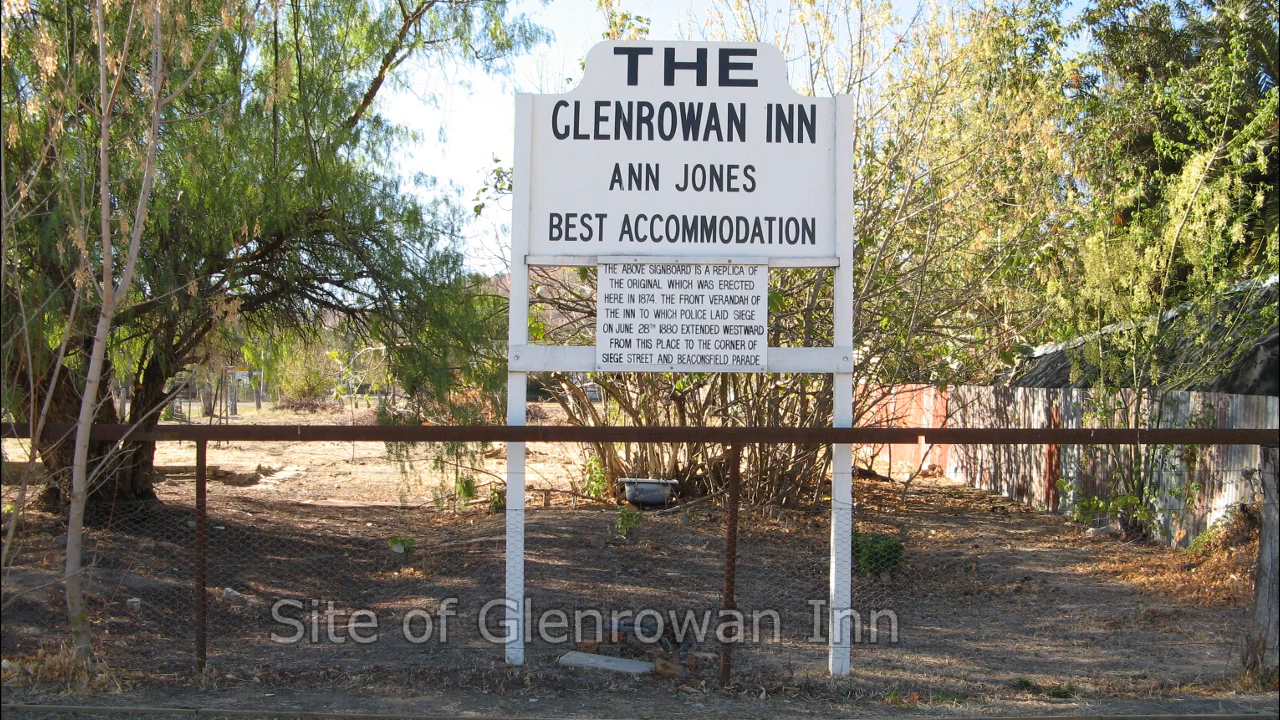 THE
GLENROWAN INN
ANN JONES
BEST ACCOMMODATION
THE ABOVE SIGNBOARD IS A REPLICA OF
THE ORIGINAL WHICH WAS ERECTED
HERE IN 1874. THE FRONT VERANDAH OF
THE INN TO WHICH POLICE LAID SIEGE
ON JUNE 28TH 1880 EXTENDED WESTWARD
FROM THIS PLACE TO THE CORNER OF
SIEGE STREET AND BEACONSFIELD PARADE
Site of Glenrowan Inn